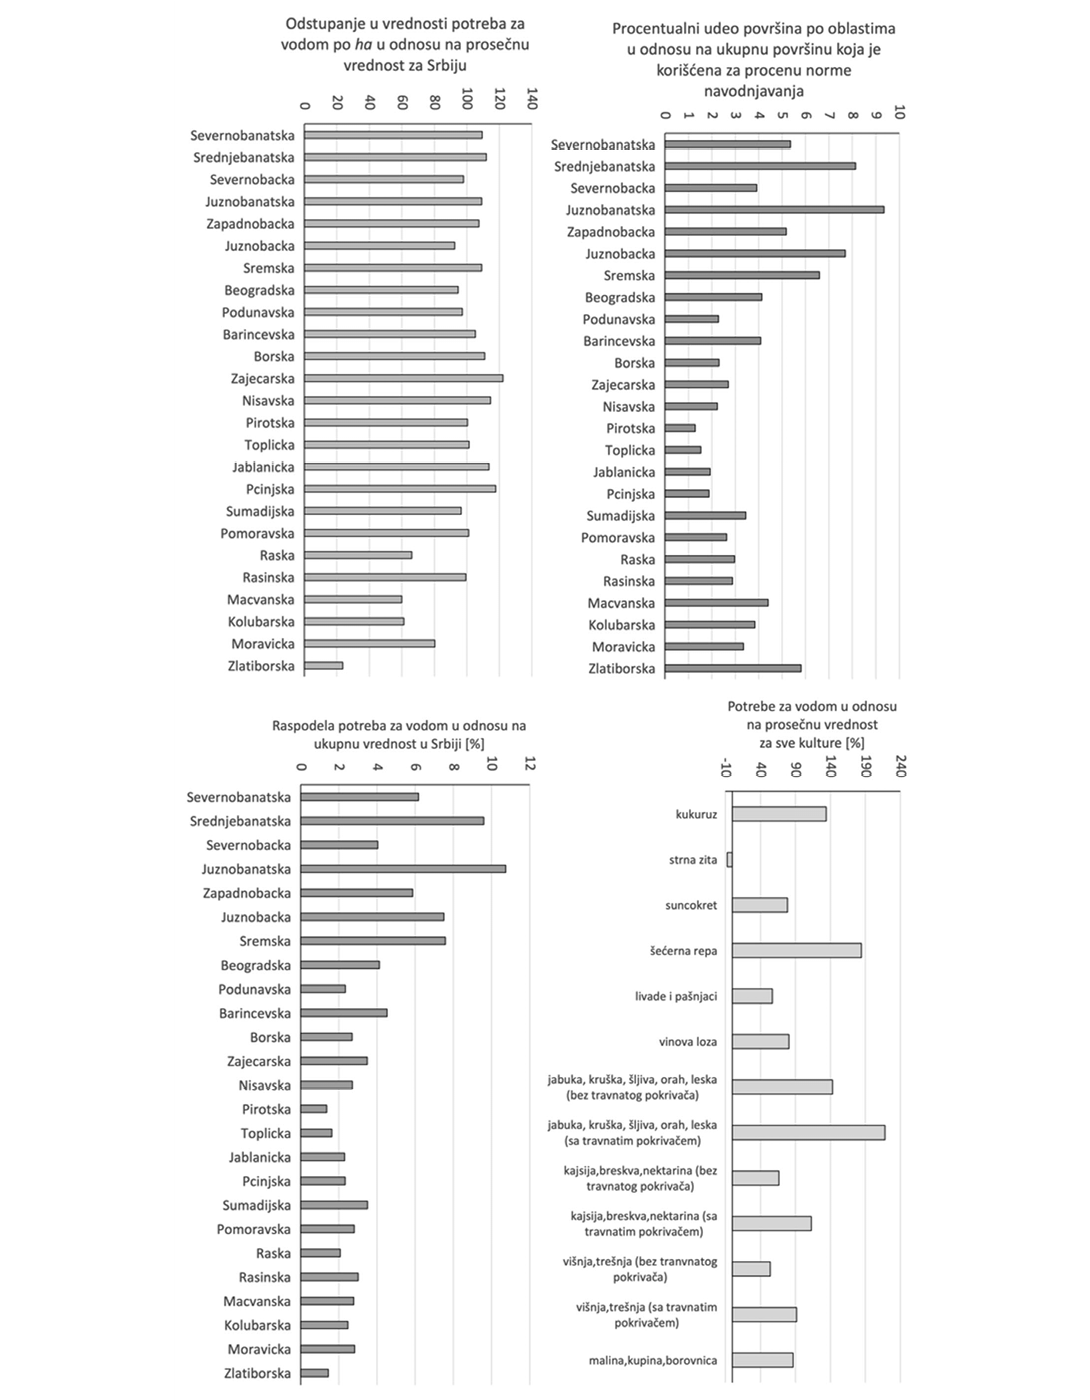 Odstupanje u vrednosti potreba za
vodom po ha u odnosu na prosečnu
vrednost za Srbiju
0 20 40 60 80 100 120 140
Severnobanatska
Srednjebanatska
Severnobacka
Juznobanatska
Zapadnobacka
Juznobacka
Sremska
Beogradska
Podunavska
Barincevska
Borska
Zajecarska
Nisavska
Pirotska
Toplicka
Jablanicka
Pcinjska
Sumadijska
Pomoravska
Raska
Rasinska
Macvanska
Kolubarska
Moravicka
Zlatiborska
Procentualni udeo površina po oblastima
u odnosu na ukupnu površinu koja je
korišćena za procenu norme
navodnjavanja
0 1 2 3 4 5 6 7 8 9 10
Severnobanatska
Srednjebanatska
Severnobacka
Juznobanatska
Zapadnobacka
Juznobacka
Sremska
Beogradska
Podunavska
Barincevska
Borska
Zajecarska
Nisavska
Pirotska
Toplicka
Jablanicka
Pcinjska
Sumadijska
Pomoravska
Raska
Rasinska
Macvanska
Kolubarska
Moravicka
Zlatiborska
Raspodela potreba za vodom u odnosu na
ukupnu vrednost u Srbiji [%]
0 2 4 6 8 10 12
Severnobanatska
Srednjebanatska
Severnobacka
Juznobanatska
Zapadnobacka
Juznobacka
Sremska
Beogradska
Podunavska
Barincevska
Borska
Zajecarska
Nisavska
Pirotska
Toplicka
Jablanicka
Pcinjska
Sumadijska
Pomoravska
Raska
Rasinska
Macvanska
Kolubarska
Moravicka
Zlatiborska
Potrebe za vodom u odnosu
na prosečnu vrednost
za sve kulture [%]
-10 40 90 140 190 240
kukuruz
strna zita
suncokret
šećerna repa
livade i pašnjaci
vinova loza
jabuka, kruška, šljiva, orah, leska
(bez travnatog pokrivača)
jabuka, kruška, šljiva, orah, leska
(sa travnatim pokrivačem)
kajsija,breskva,nektarina (bez
travnatog pokrivača)
kajsija,breskva,nektarina (sa
travnatim pokrivačem)
višnja,trešnja (bez tranvnatog
pokrivača)
višnja,trešnja (sa travnatim
pokrivačem)
malina,kupina,borovnica